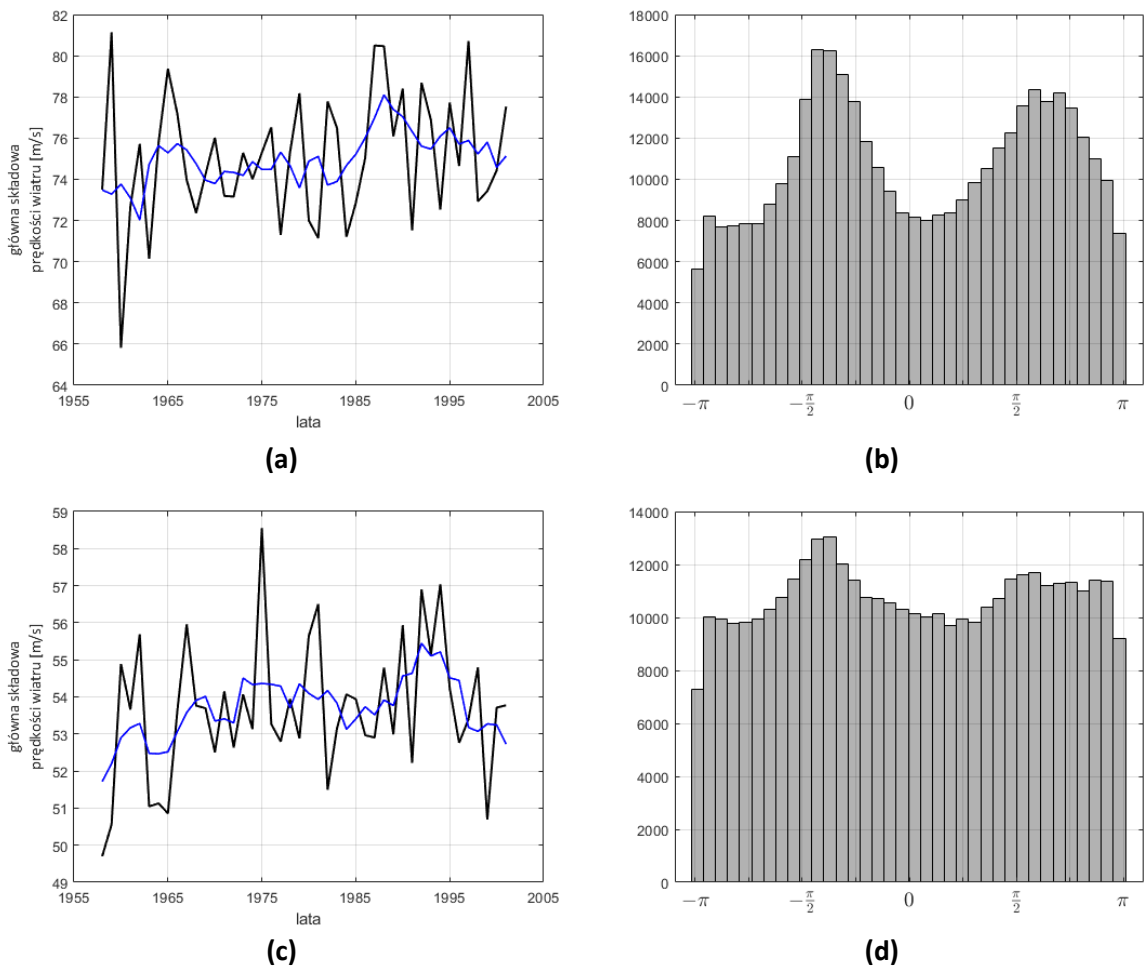 82
80
78
76
74
72
70
68
66
64
główna składowa
prędkości wiatru [m/s]
1955 1965 1975 1985 1995 2005
lata
(a)
18000
16000
14000
12000
10000
8000
6000
4000
2000
0
−π −π/2 0 π/2 π
(b)
59
58
57
56
55
54
53
52
51
50
49
główna składowa
prędkości wiatru [m/s]
1955 1965 1975 1985 1995 2005
lata
(c)
14000
12000
10000
8000
6000
4000
2000
0
−π −π/2 0 π/2 π
(d)